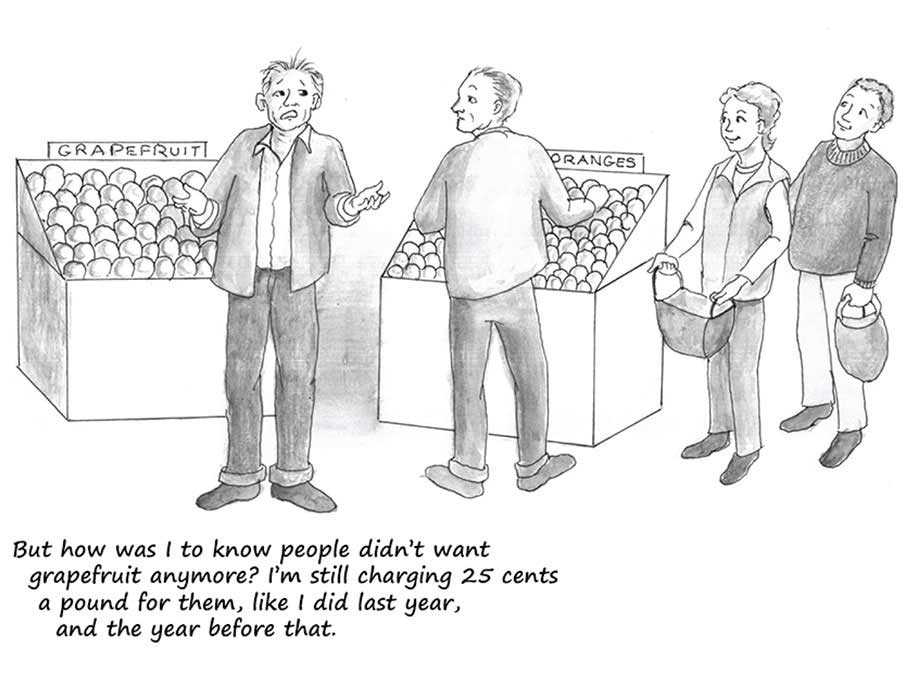 GRAPEFRUIT
ORANGES
But how was I to know people didn't want
grapefruit anymore? I'm still charging 25 cents
a pound for them, like I did last year,
and the year before that.